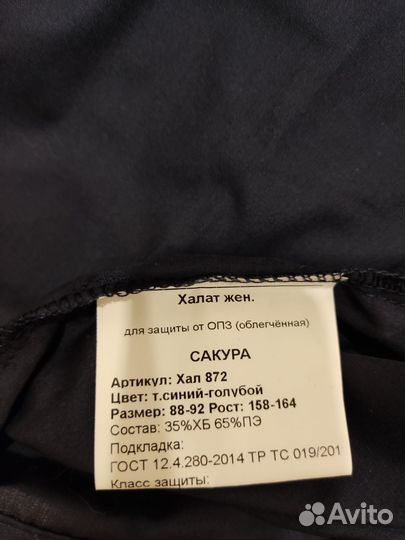 Халат жен.
для защиты от ОПЗ (облегчённая)
САКУРА
Артикул: Хал 872
Цвет: т.синий-голубой
Размер: 88-92 Рост: 158-164
Состав: 35%ХБ 65%ПЭ
Подкладка:
ГОСТ 12.4.280-2014 ТР ТС 019/201
Класс защиты:
Avito